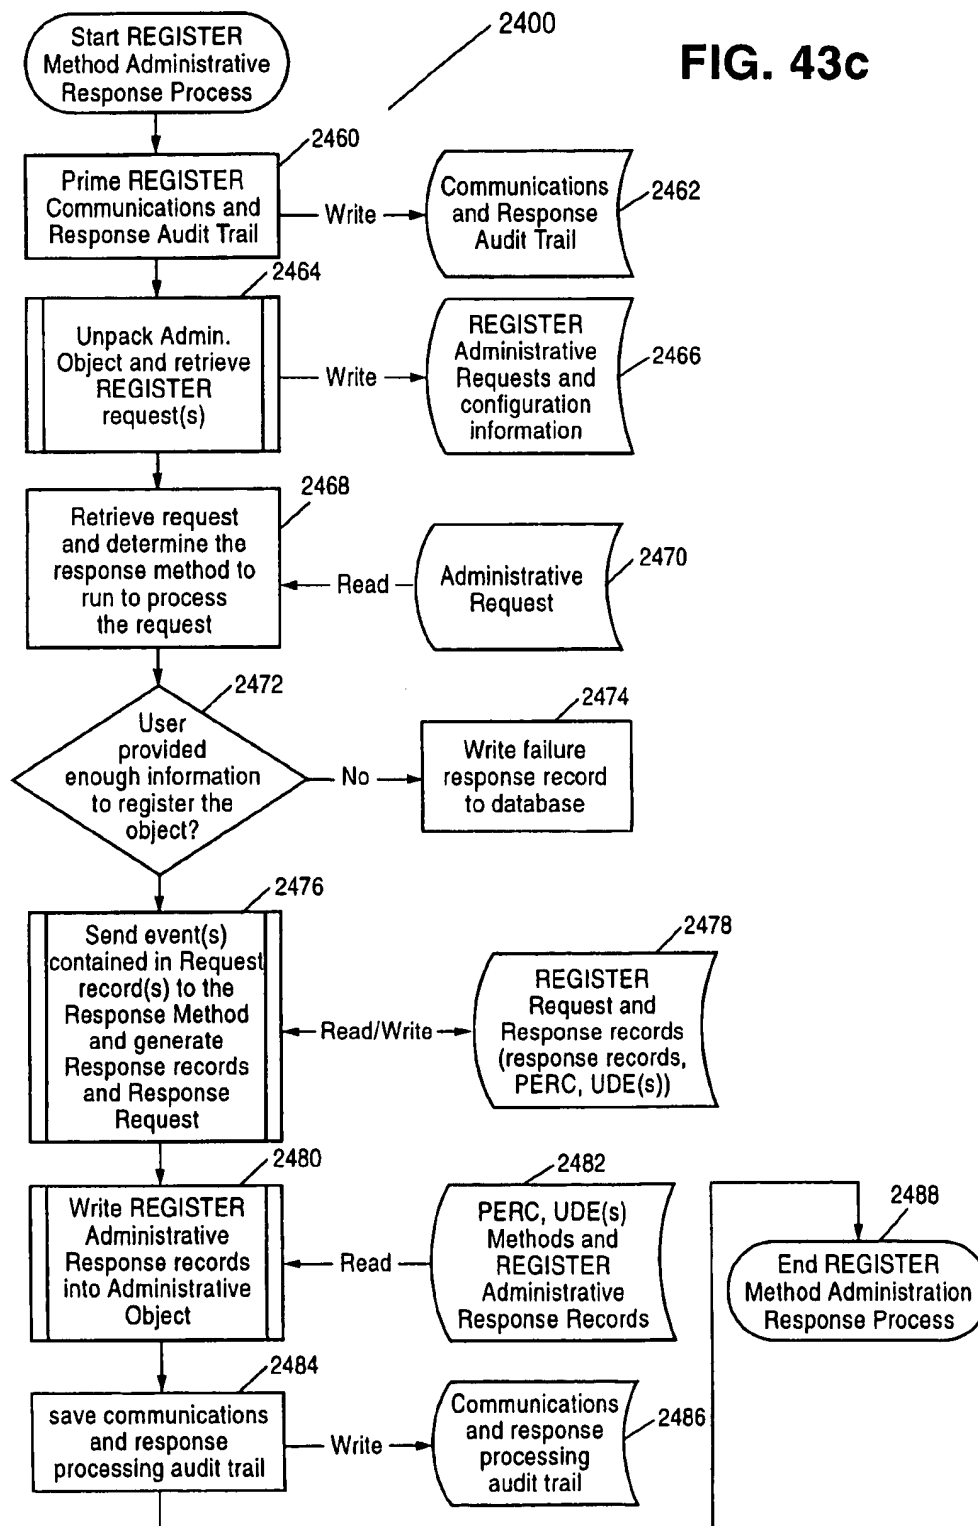 Start REGISTER
Method Administrative
Response Process
2400
FIG. 43c
2460
Prime REGISTER
Communications and
Response Audit Trail
Write
Communications
and Response
Audit Trail
2462
2464
Unpack Admin.
Object and retrieve
REGISTER
request(s)
Write
REGISTER
Administrative
Requests and
configuration
information
2466
2468
Retrieve request
and determine the
response method to
run to process
the request
Read
Administrative
Request
2470
2472
User
provided
enough information
to register the
object?
No
2474
Write failure
response record
to database
2476
Send event(s)
contained in Request
record(s) to the
Response Method
and generate
Response records
and Response
Request
Read/Write
2478
REGISTER
Request and
Response records
(response records,
PERC, UDE(s))
2480
Write REGISTER
Administrative
Response records
into Administrative
Object
Read
2482
PERC, UDE(s)
Methods and
REGISTER
Administrative
Response Records
2484
save communications
and response
processing audit trail
Write
Communications
and response
processing
audit trail
2486
2488
End REGISTER
Method Administration
Response Process